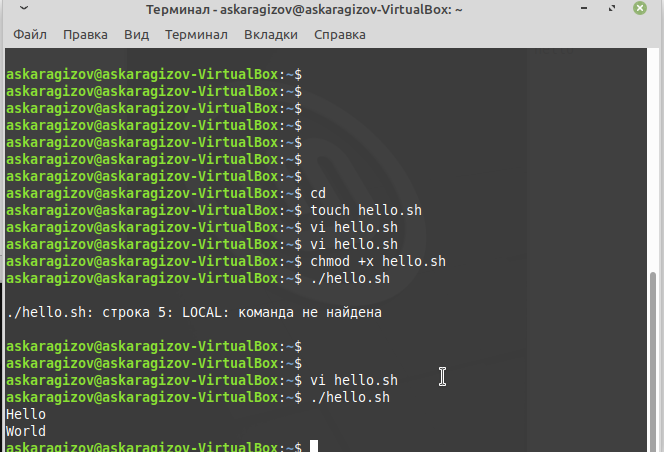 Терминал - askaragizov@askaragizov-VirtualBox: ~
Файл Правка Вид Терминал Вкладки Справка
askaragizov@askaragizov-VirtualBox:~$
askaragizov@askaragizov-VirtualBox:~$
askaragizov@askaragizov-VirtualBox:~$
askaragizov@askaragizov-VirtualBox:~$
askaragizov@askaragizov-VirtualBox:~$
askaragizov@askaragizov-VirtualBox:~$
askaragizov@askaragizov-VirtualBox:~$
askaragizov@askaragizov-VirtualBox:~$ cd
askaragizov@askaragizov-VirtualBox:~$ touch hello.sh
askaragizov@askaragizov-VirtualBox:~$ vi hello.sh
askaragizov@askaragizov-VirtualBox:~$ vi hello.sh
askaragizov@askaragizov-VirtualBox:~$ chmod +x hello.sh
askaragizov@askaragizov-VirtualBox:~$ ./hello.sh
./hello.sh: строка 5: LOCAL: команда не найдена
askaragizov@askaragizov-VirtualBox:~$
askaragizov@askaragizov-VirtualBox:~$
askaragizov@askaragizov-VirtualBox:~$ vi hello.sh
askaragizov@askaragizov-VirtualBox:~$ ./hello.sh
Hello
World
askaragizov@askaragizov-VirtualBox:~$